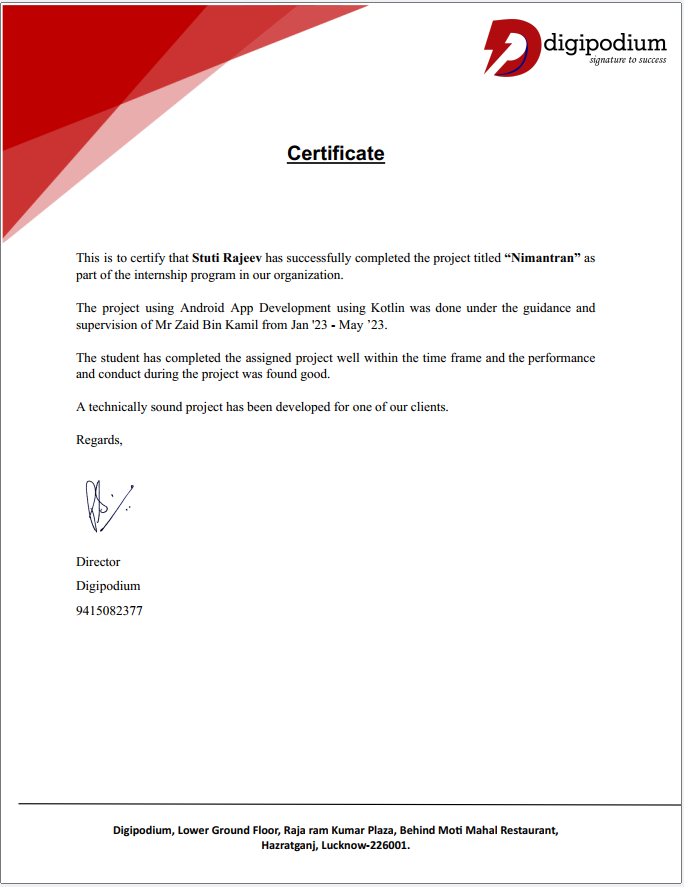 digipodium
signature to success
Certificate
This is to certify that Stuti Rajeev has successfully completed the project titled “Nimantran” as
part of the internship program in our organization.
The project using Android App Development using Kotlin was done under the guidance and
supervision of Mr Zaid Bin Kamil from Jan '23 - May ’23.
The student has completed the assigned project well within the time frame and the performance
and conduct during the project was found good.
A technically sound project has been developed for one of our clients.
Regards,
Director
Digipodium
9415082377
Digipodium, Lower Ground Floor, Raja ram Kumar Plaza, Behind Moti Mahal Restaurant,
Hazratganj, Lucknow-226001.